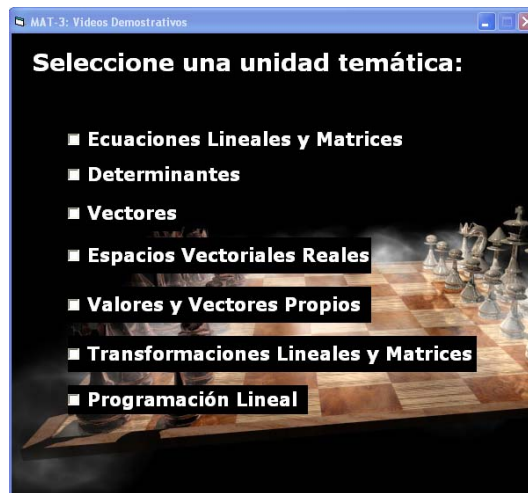 MAT-3: Videos Demostrativos
Seleccione una unidad temática:
Ecuaciones Lineales y Matrices
Determinantes
Vectores
Espacios Vectoriales Reales
Valores y Vectores Propios
Transformaciones Lineales y Matrices
Programación Lineal